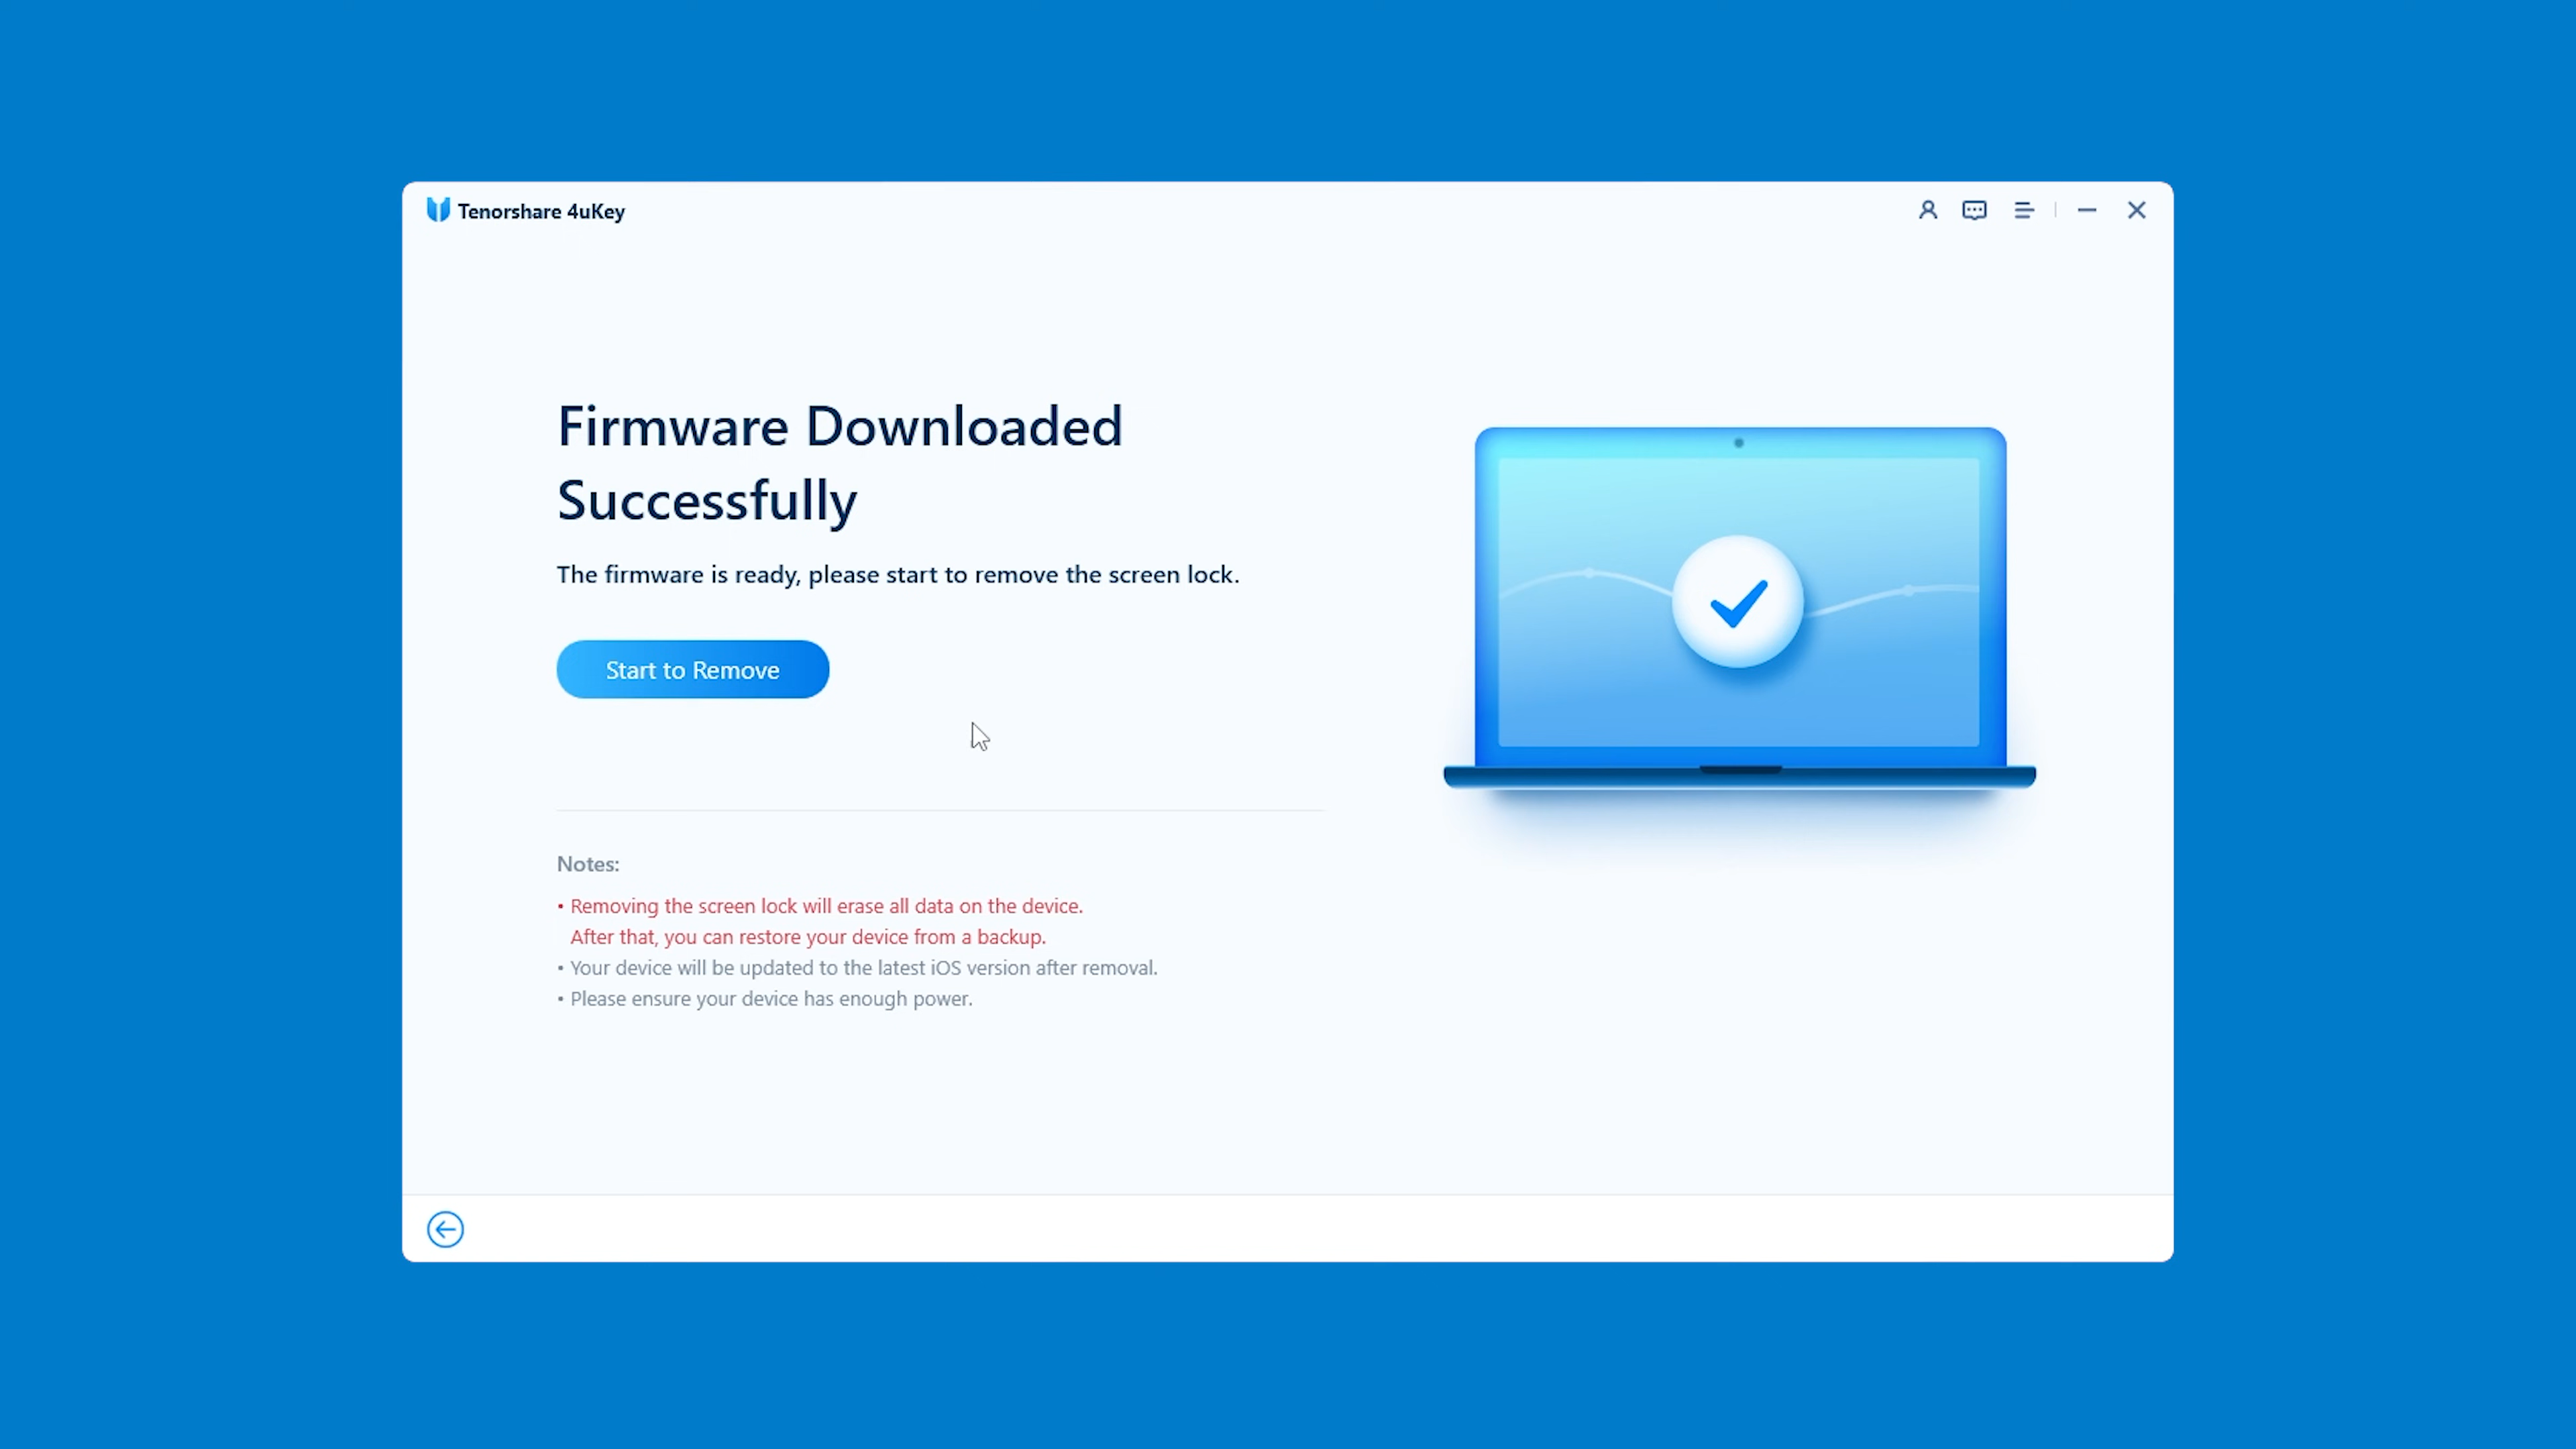 Tenorshare 4uKey
Firmware Downloaded
Successfully
The firmware is ready, please start to remove the screen lock.
Start to Remove
Notes:
• Removing the screen lock will erase all data on the device.
After that, you can restore your device from a backup.
• Your device will be updated to the latest iOS version after removal.
• Please ensure your device has enough power.